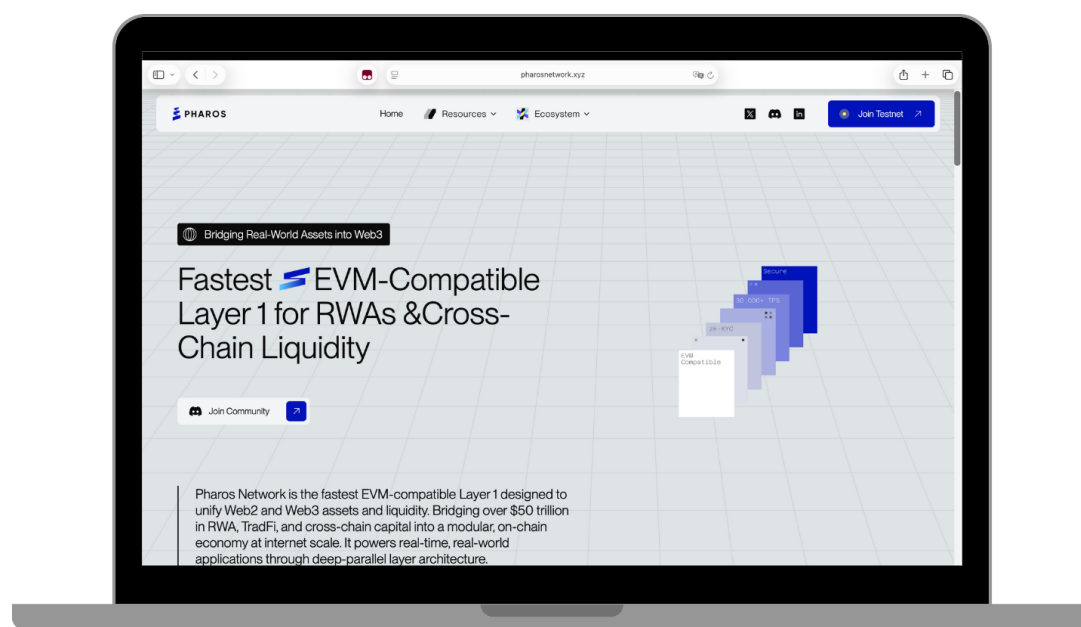 pharosnetwork.xyz
PHAROS
Home
Resources
Ecosystem
Join Testnet
Bridging Real-World Assets into Web3
Fastest EVM-Compatible
Layer 1 for RWAs &Cross-
Chain Liquidity
Secure
30,000+ TPS
ZK-KYC
EVM
Compatible
Join Community
Pharos Network is the fastest EVM-compatible Layer 1 designed to
unify Web2 and Web3 assets and liquidity. Bridging over $50 trillion
in RWA, TradFi, and cross-chain capital into a modular, on-chain
economy at internet scale. It powers real-time, real-world
applications through deep-parallel layer architecture.